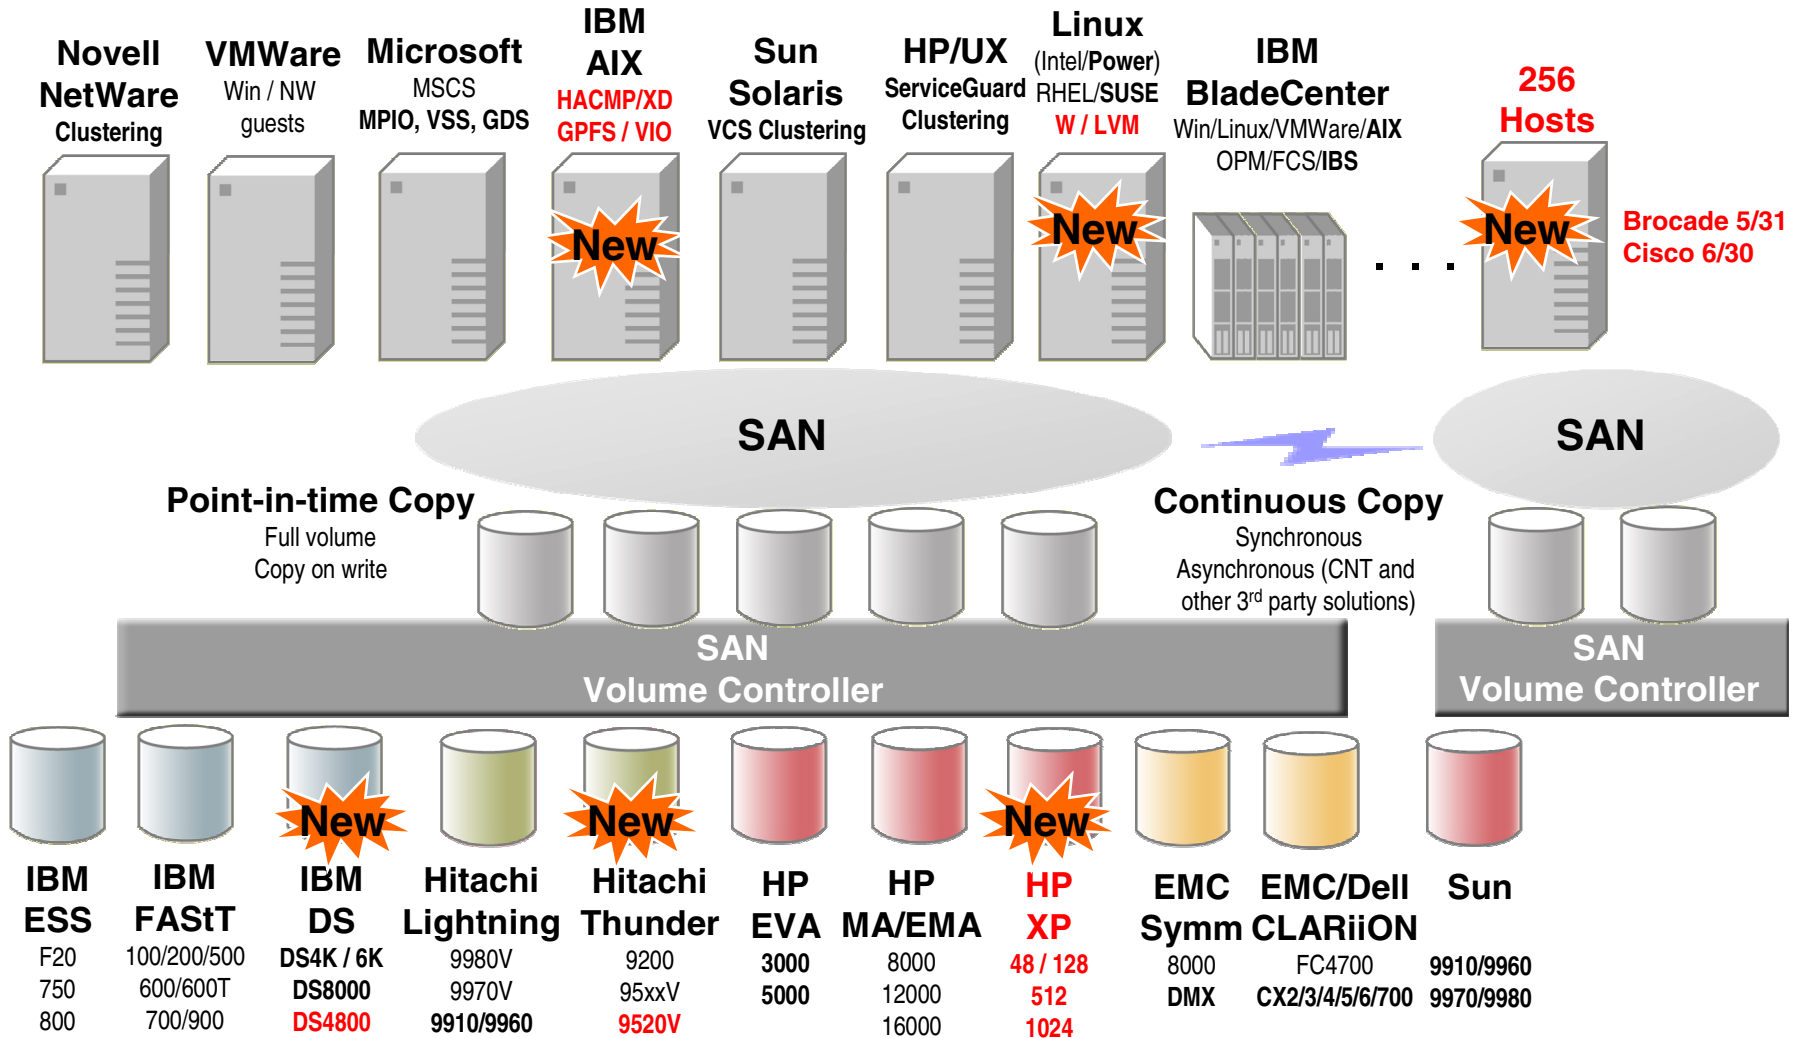 Novell
NetWare
Clustering
VMWare
Win / NW
guests
Microsoft
MSCS
MPIO, VSS, GDS
IBM
AIX
HACMP/XD
GPFS / VIO
New
Sun
Solaris
VCS Clustering
HP/UX
ServiceGuard
Clustering
Linux
(Intel/Power)
RHEL/SUSE
W / LVM
New
IBM
BladeCenter
Win/Linux/VMWare/AIX
OPM/FCS/IBS
. . .
256
Hosts
New
Brocade 5/31
Cisco 6/30
SAN
SAN
Point-in-time Copy
Full volume
Copy on write
Continuous Copy
Synchronous
Asynchronous (CNT and
other 3rd party solutions)
SAN
Volume Controller
SAN
Volume Controller
IBM
ESS
F20
750
800
IBM
FAStT
100/200/500
600/600T
700/900
New
IBM
DS
DS4K / 6K
DS8000
DS4800
Hitachi
Lightning
9980V
9970V
9910/9960
New
Hitachi
Thunder
9200
95xxV
9520V
HP
EVA
3000
5000
HP
MA/EMA
8000
12000
16000
New
HP
XP
48 / 128
512
1024
EMC
Symm
8000
DMX
EMC/Dell
CLARiiON
FC4700
CX2/3/4/5/6/700
Sun
9910/9960
9970/9980